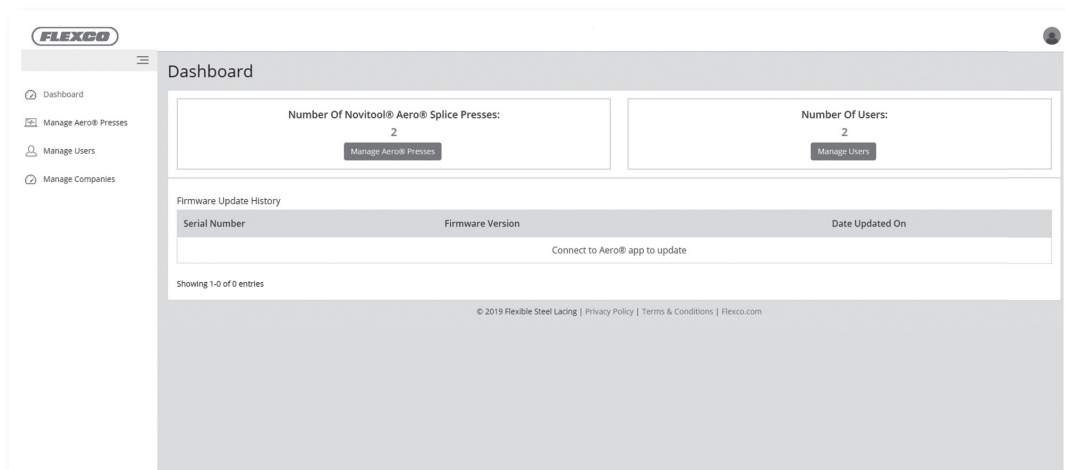 FLEXCO
Dashboard
Manage Aero® Presses
Manage Users
Manage Companies
Dashboard
Number Of Novitool® Aero® Splice Presses:
2
Manage Aero® Presses
Number Of Users:
2
Manage Users
Firmware Update History
Serial Number Firmware Version Date Updated On
Connect to Aero® app to update
Showing 1-0 of 0 entries
© 2019 Flexible Steel Lacing | Privacy Policy | Terms & Conditions | Flexco.com